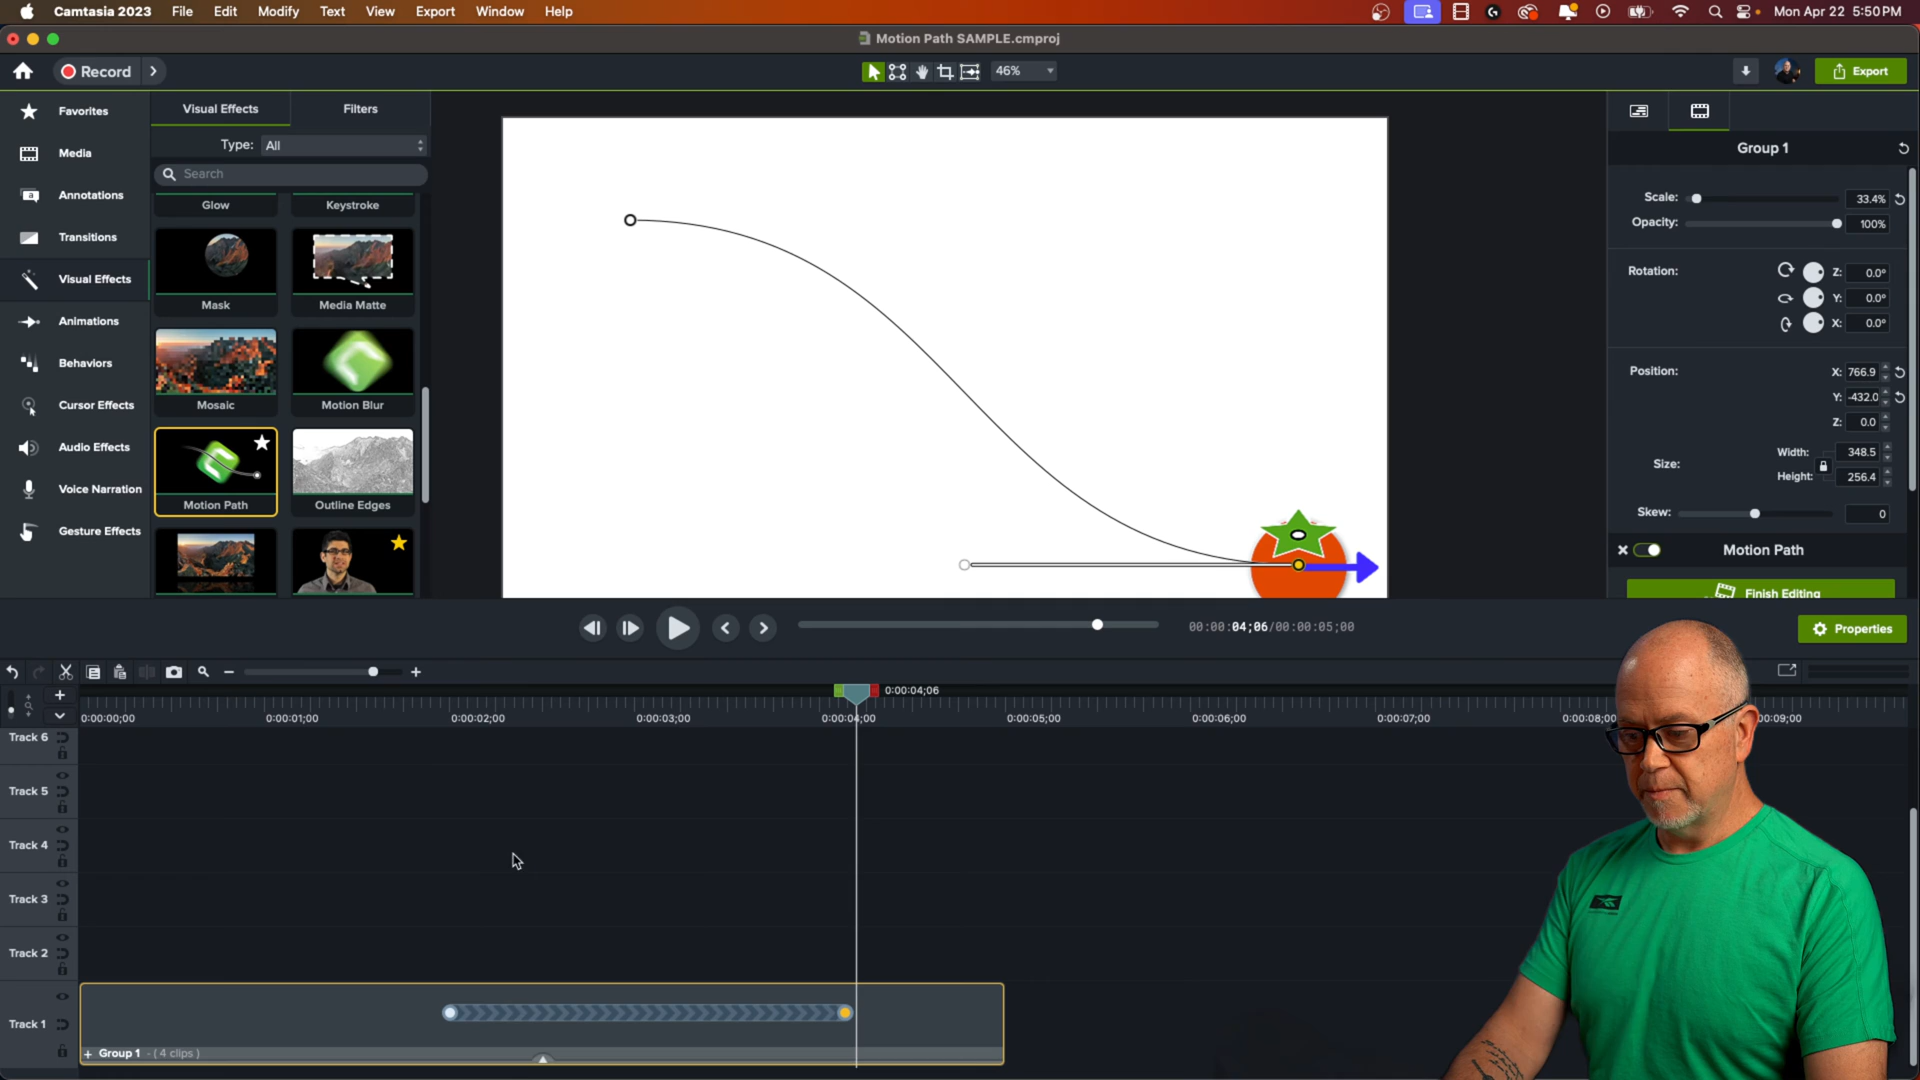 Camtasia 2023 File Edit Modify Text View Export Window Help Mon Apr 22 5:50 PM
Motion Path SAMPLE.cmproj
Record 46% Export
Favorites
Media
Annotations
Transitions
Visual Effects
Animations
Behaviors
Cursor Effects
Audio Effects
Voice Narration
Gesture Effects
Visual Effects Filters
Type: All
Search
Glow Keystroke
Mask Media Matte
Mosaic Motion Blur
Motion Path Outline Edges
Group 1
Scale: 33.4%
Opacity: 100%
Rotation: Z: 0.0°
Y: 0.0°
X: 0.0°
Position: X: 766.9
Y: -432.0
Z: 0.0
Size: Width: 348.5
Height: 256.4
Skew: 0
Motion Path
Finish Editing
00:00:04;06/00:00:05;00
Properties
0:00:04;06
0:00:00;00 0:00:01;00 0:00:02;00 0:00:03;00 0:00:04;00 0:00:05;00 0:00:06;00 0:00:07;00 0:00:08;00 00:09;00
Track 6
Track 5
Track 4
Track 3
Track 2
Track 1
+ Group 1 - ( 4 clips )